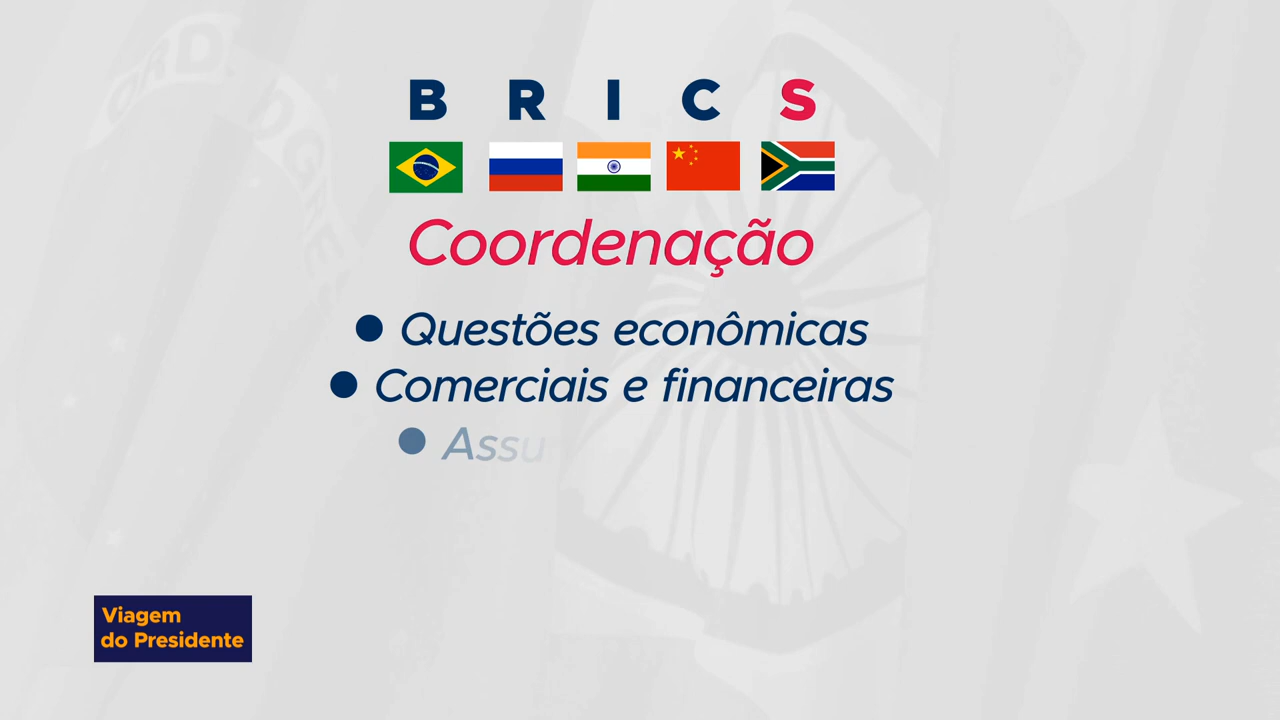 B R I C S
Coordenação
● Questões econômicas
● Comerciais e financeiras
●
Viagem
do Presidente